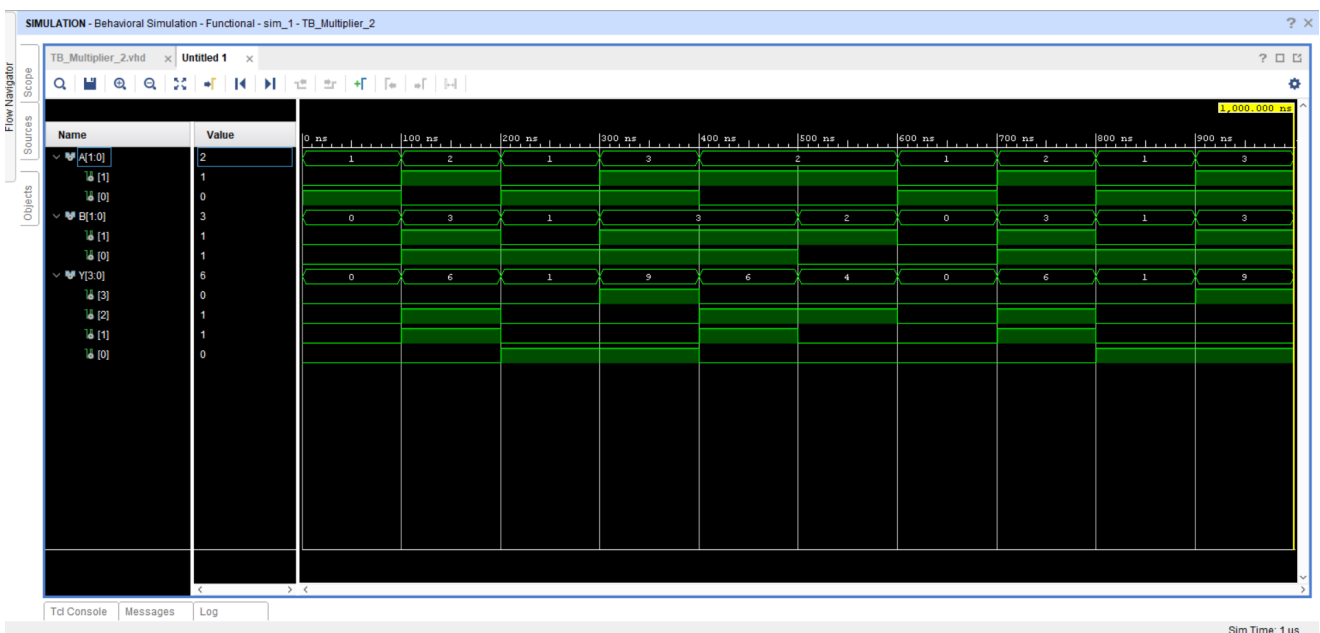 SIMULATION - Behavioral Simulation - Functional - sim_1 - TB_Multiplier_2 ? ×
Flow Navigator
Scope
Sources
Objects
TB_Multiplier_2.vhd × Untitled 1 ×
?
1,000.000 ns
Name Value
0 ns 100 ns 200 ns 300 ns 400 ns 500 ns 600 ns 700 ns 800 ns 900 ns
A[1:0] 2 1 2 1 3 2 1 2 1 3
[1] 1
[0] 0
B[1:0] 3 0 3 1 3 2 0 3 1 3
[1] 1
[0] 1
Y[3:0] 6 0 6 1 9 6 4 0 6 1 9
[3] 0
[2] 1
[1] 1
[0] 0
Tcl Console Messages Log
Sim Time: 1 us